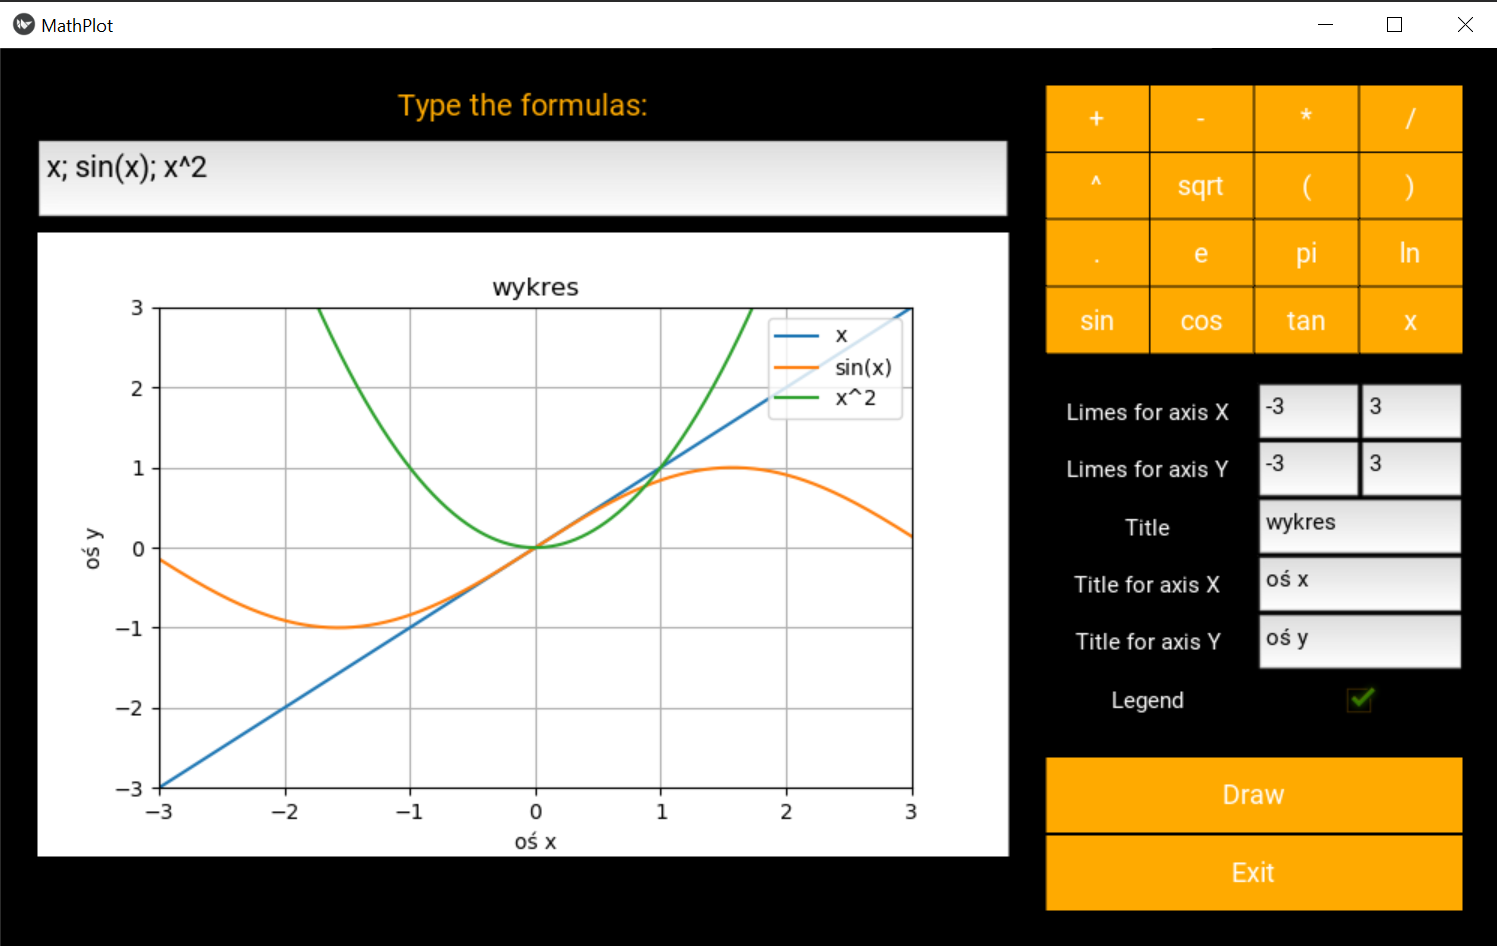 MathPlot
Type the formulas:
x; sin(x); x^2
wykres
3
2
1
0
−1
−2
−3
−3 −2 −1 0 1 2 3
oś y
oś x
x
sin(x)
x^2
+ - * /
^ sqrt ( )
. e pi ln
sin cos tan x
Limes for axis X -3 3
Limes for axis Y -3 3
Title wykres
Title for axis X oś x
Title for axis Y oś y
Legend
Draw
Exit